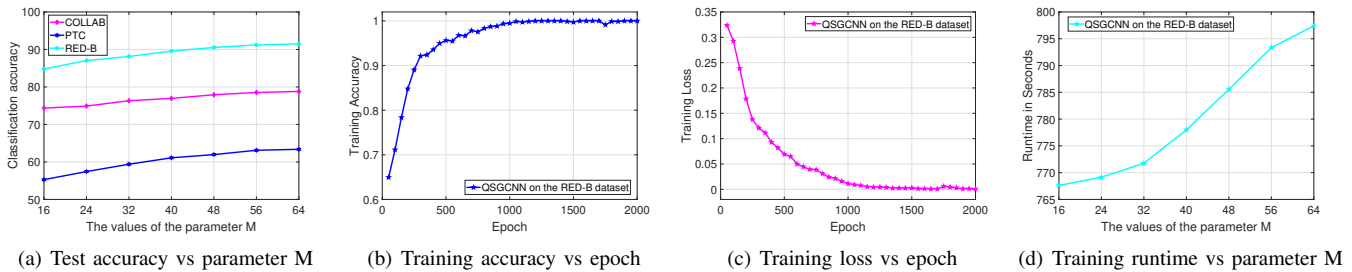 100
90
80
70
60
50
Classification accuracy
COLLAB
PTC
RED-B
16 24 32 40 48 56 64
The values of the parameter M
(a) Test accuracy vs parameter M
1
0.9
0.8
0.7
0.6
Training Accuracy
QSGCNN on the RED-B dataset
0 500 1000 1500 2000
Epoch
(b) Training accuracy vs epoch
0.35
0.3
0.25
0.2
0.15
0.1
0.05
0
Training Loss
QSGCNN on the RED-B dataset
0 500 1000 1500 2000
Epoch
(c) Training loss vs epoch
800
795
790
785
780
775
770
765
Runtime in Seconds
QSGCNN on the RED-B dataset
16 24 32 40 48 56 64
The values of the parameter M
(d) Training runtime vs parameter M